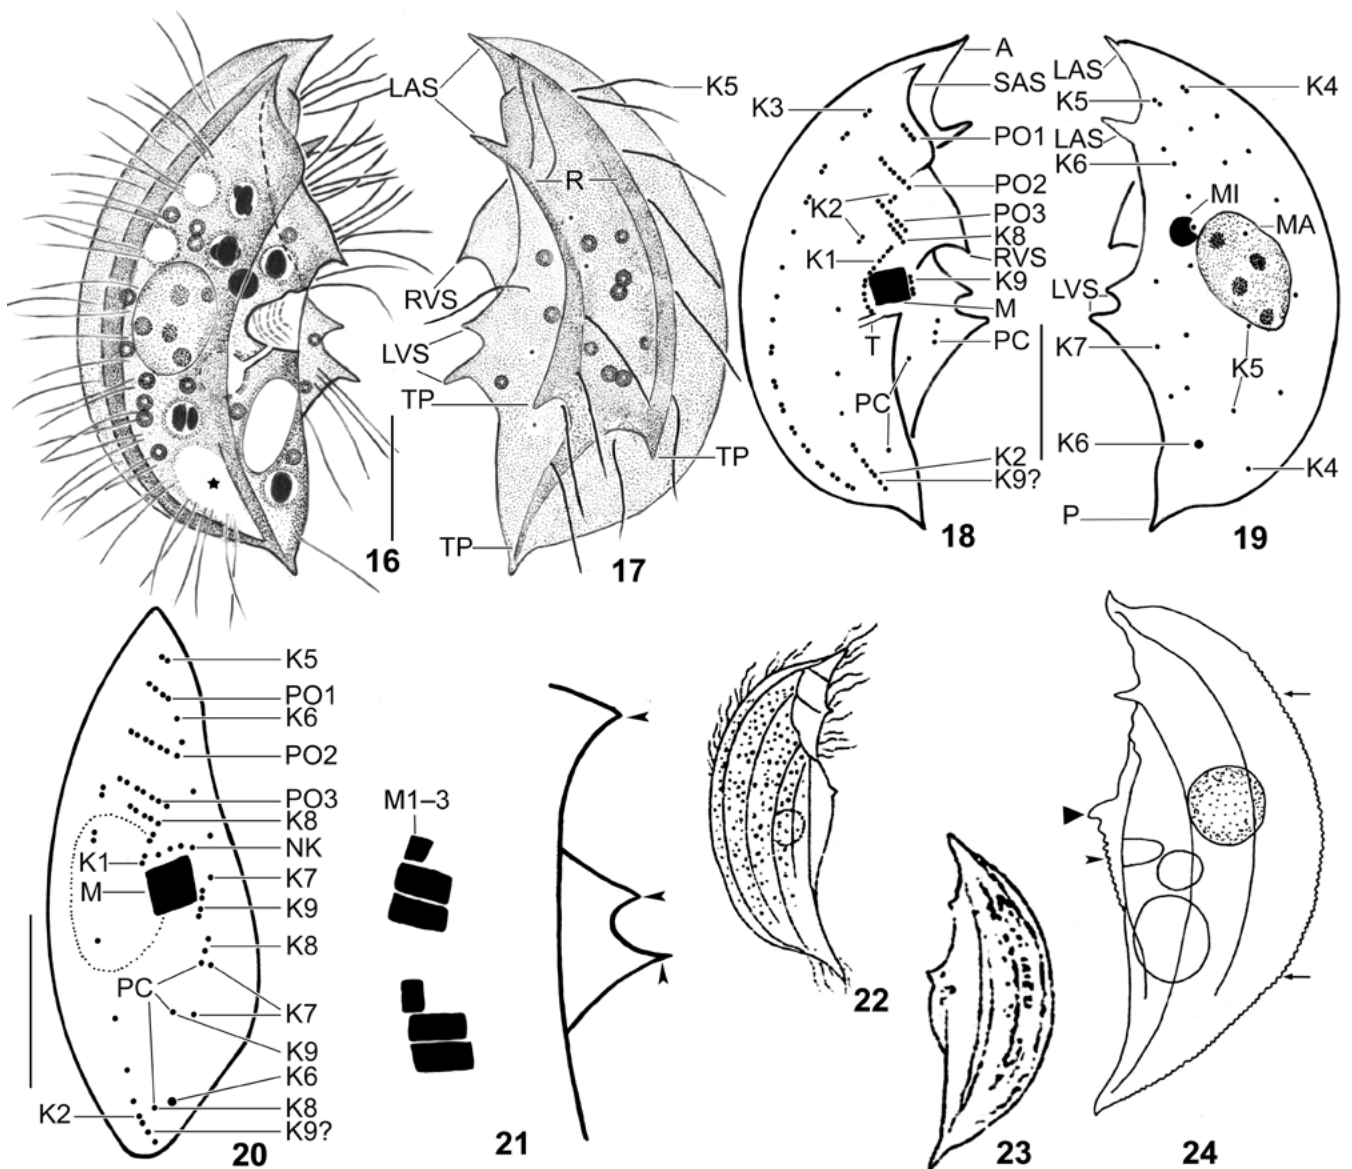 LAS
K5
R
RVS
LVS
TP
TP
TP
16
17
K3
A
SAS
PO1
PO2
K2
PO3
K8
K1
RVS
K9
M
T
PC
PC
K2
K9?
18
LAS
K5
K4
LAS
K6
MI
MA
LVS
K7
K5
K6
K4
P
19
K5
PO1
K6
PO2
PO3
K8
NK
K1
K7
M
K9
K8
PC
K7
K9
K6
K8
K2
K9?
20
M1–3
21
22
23
24